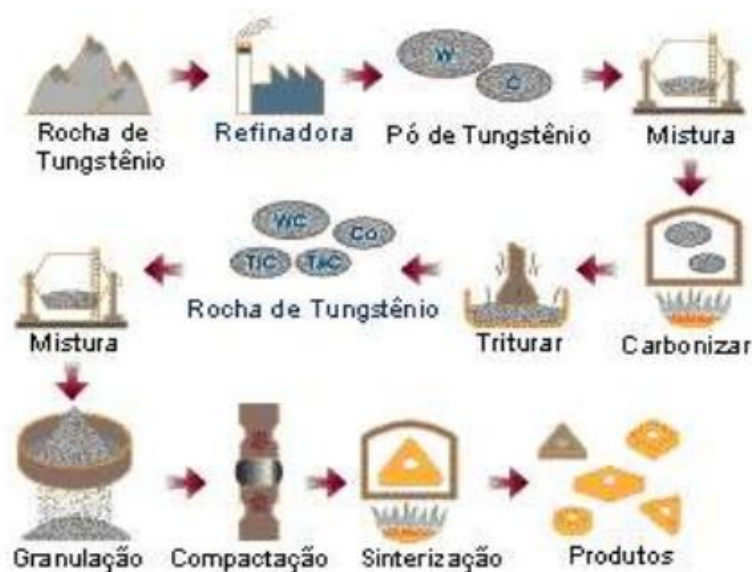 W
C
Rocha de
Tungstênio
Refinadora
Pó de Tungstênio
Mistura
WC
Co
TiC
TaC
Mistura
Rocha de Tungstênio
Triturar
Carbonizar
Granulação
Compactação
Sinterização
Produtos